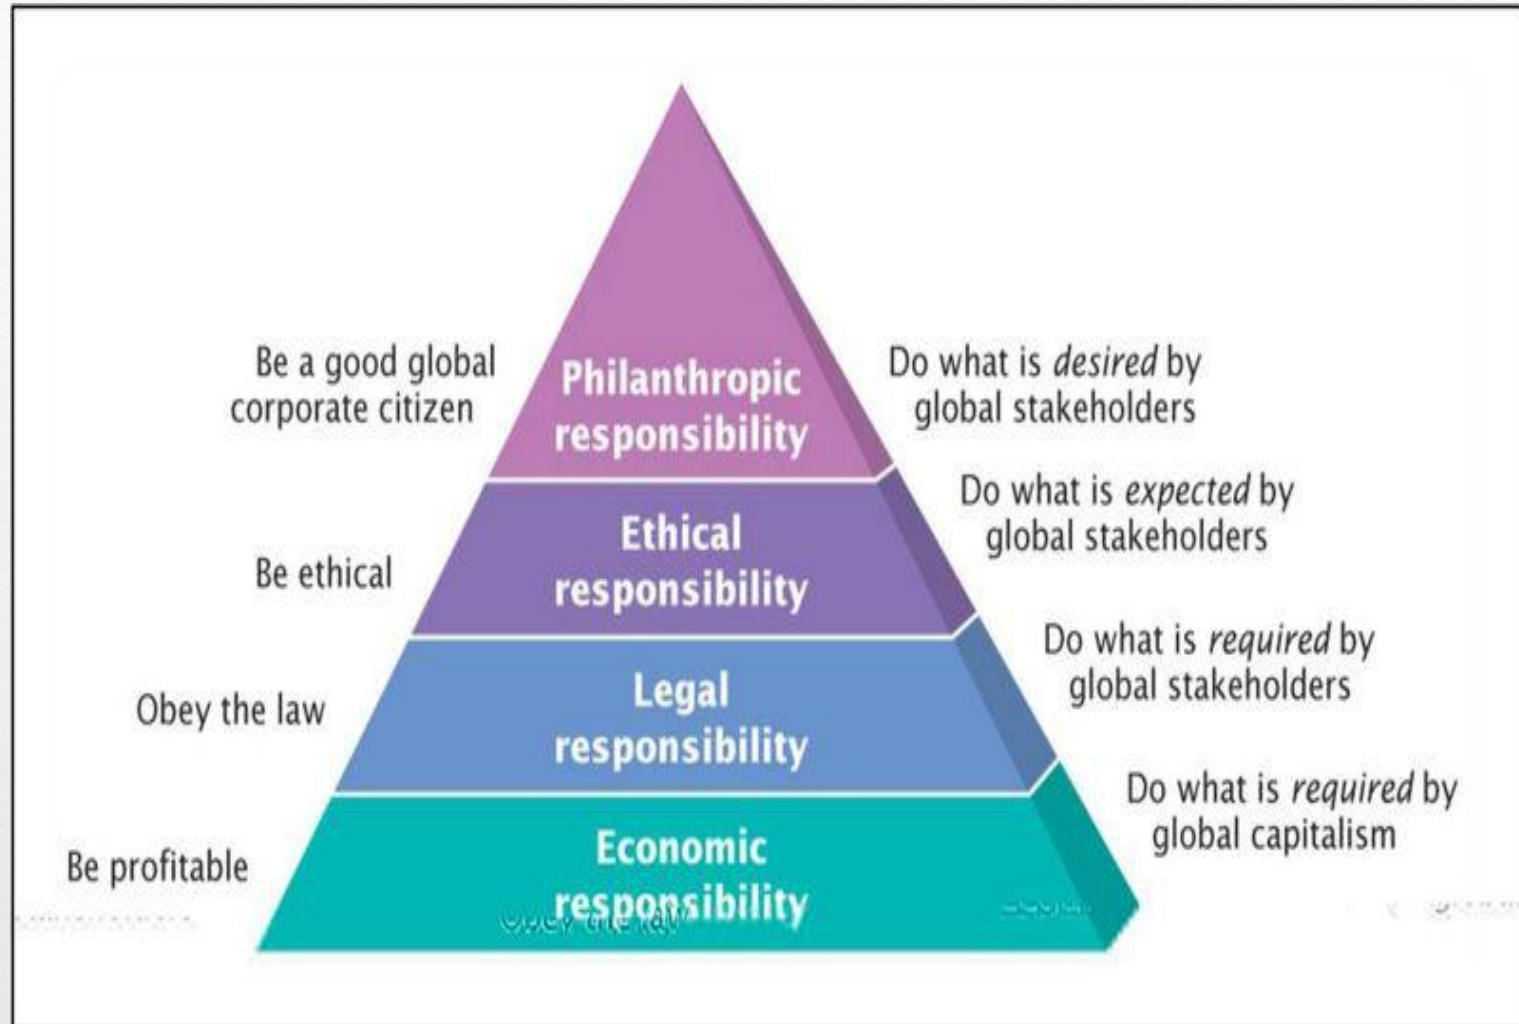 Be a good global
corporate citizen
Philanthropic
responsibility
Do what is desired by
global stakeholders
Be ethical
Ethical
responsibility
Do what is expected by
global stakeholders
Obey the law
Legal
responsibility
Do what is required by
global stakeholders
Be profitable
Economic
responsibility
Do what is required by
global capitalism